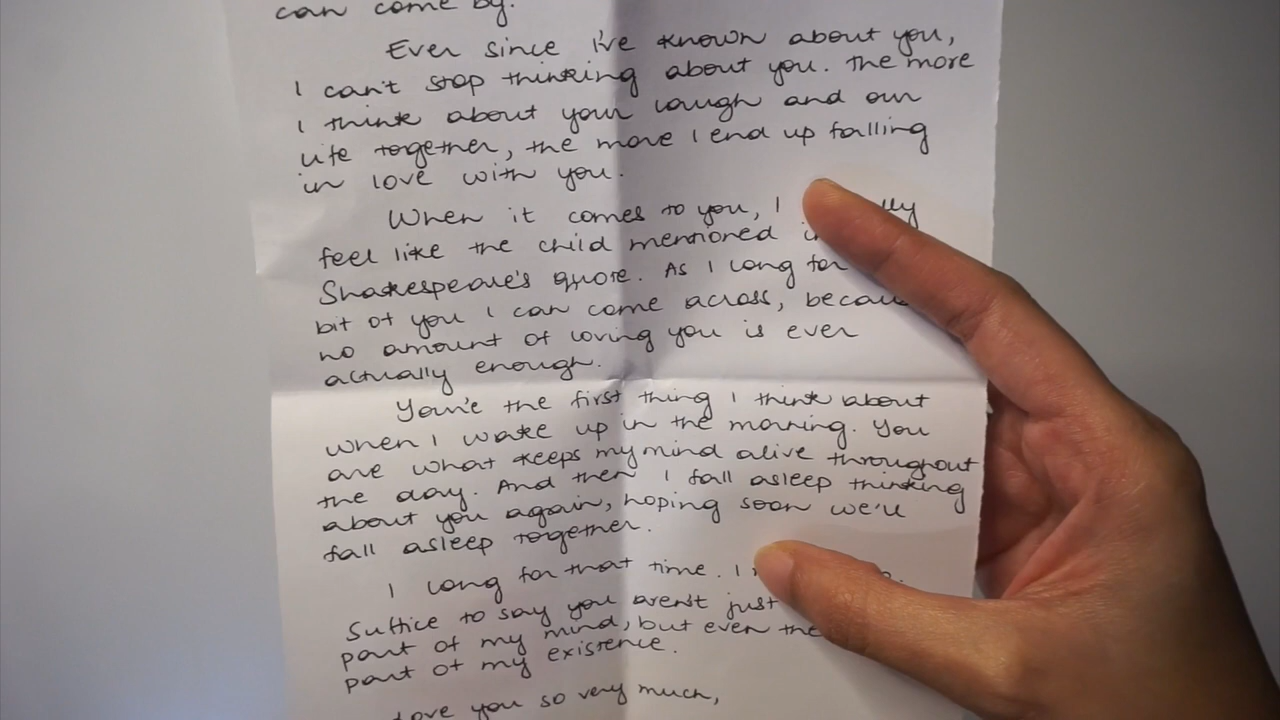 can come by.
Ever since I've known about you,
I can't stop thinking about you. The more
I think about your laugh and our
life together, the more I end up falling
in love with you.
When it comes to you, I
feel like the child mentioned in
Shakespeare's quote. As I long for
bit of you I can come across, because
no amount of loving you is ever
actually enough.
You're the first thing I think about
when I wake up in the morning. You
are what keeps my mind alive throughout
the day. And then I fall asleep thinking
about you again, hoping soon we'll
fall asleep together.
I long for that time. I
Suffice to say you aren't just
part of my mind, but even the
part of my existence.
Love you so very much,